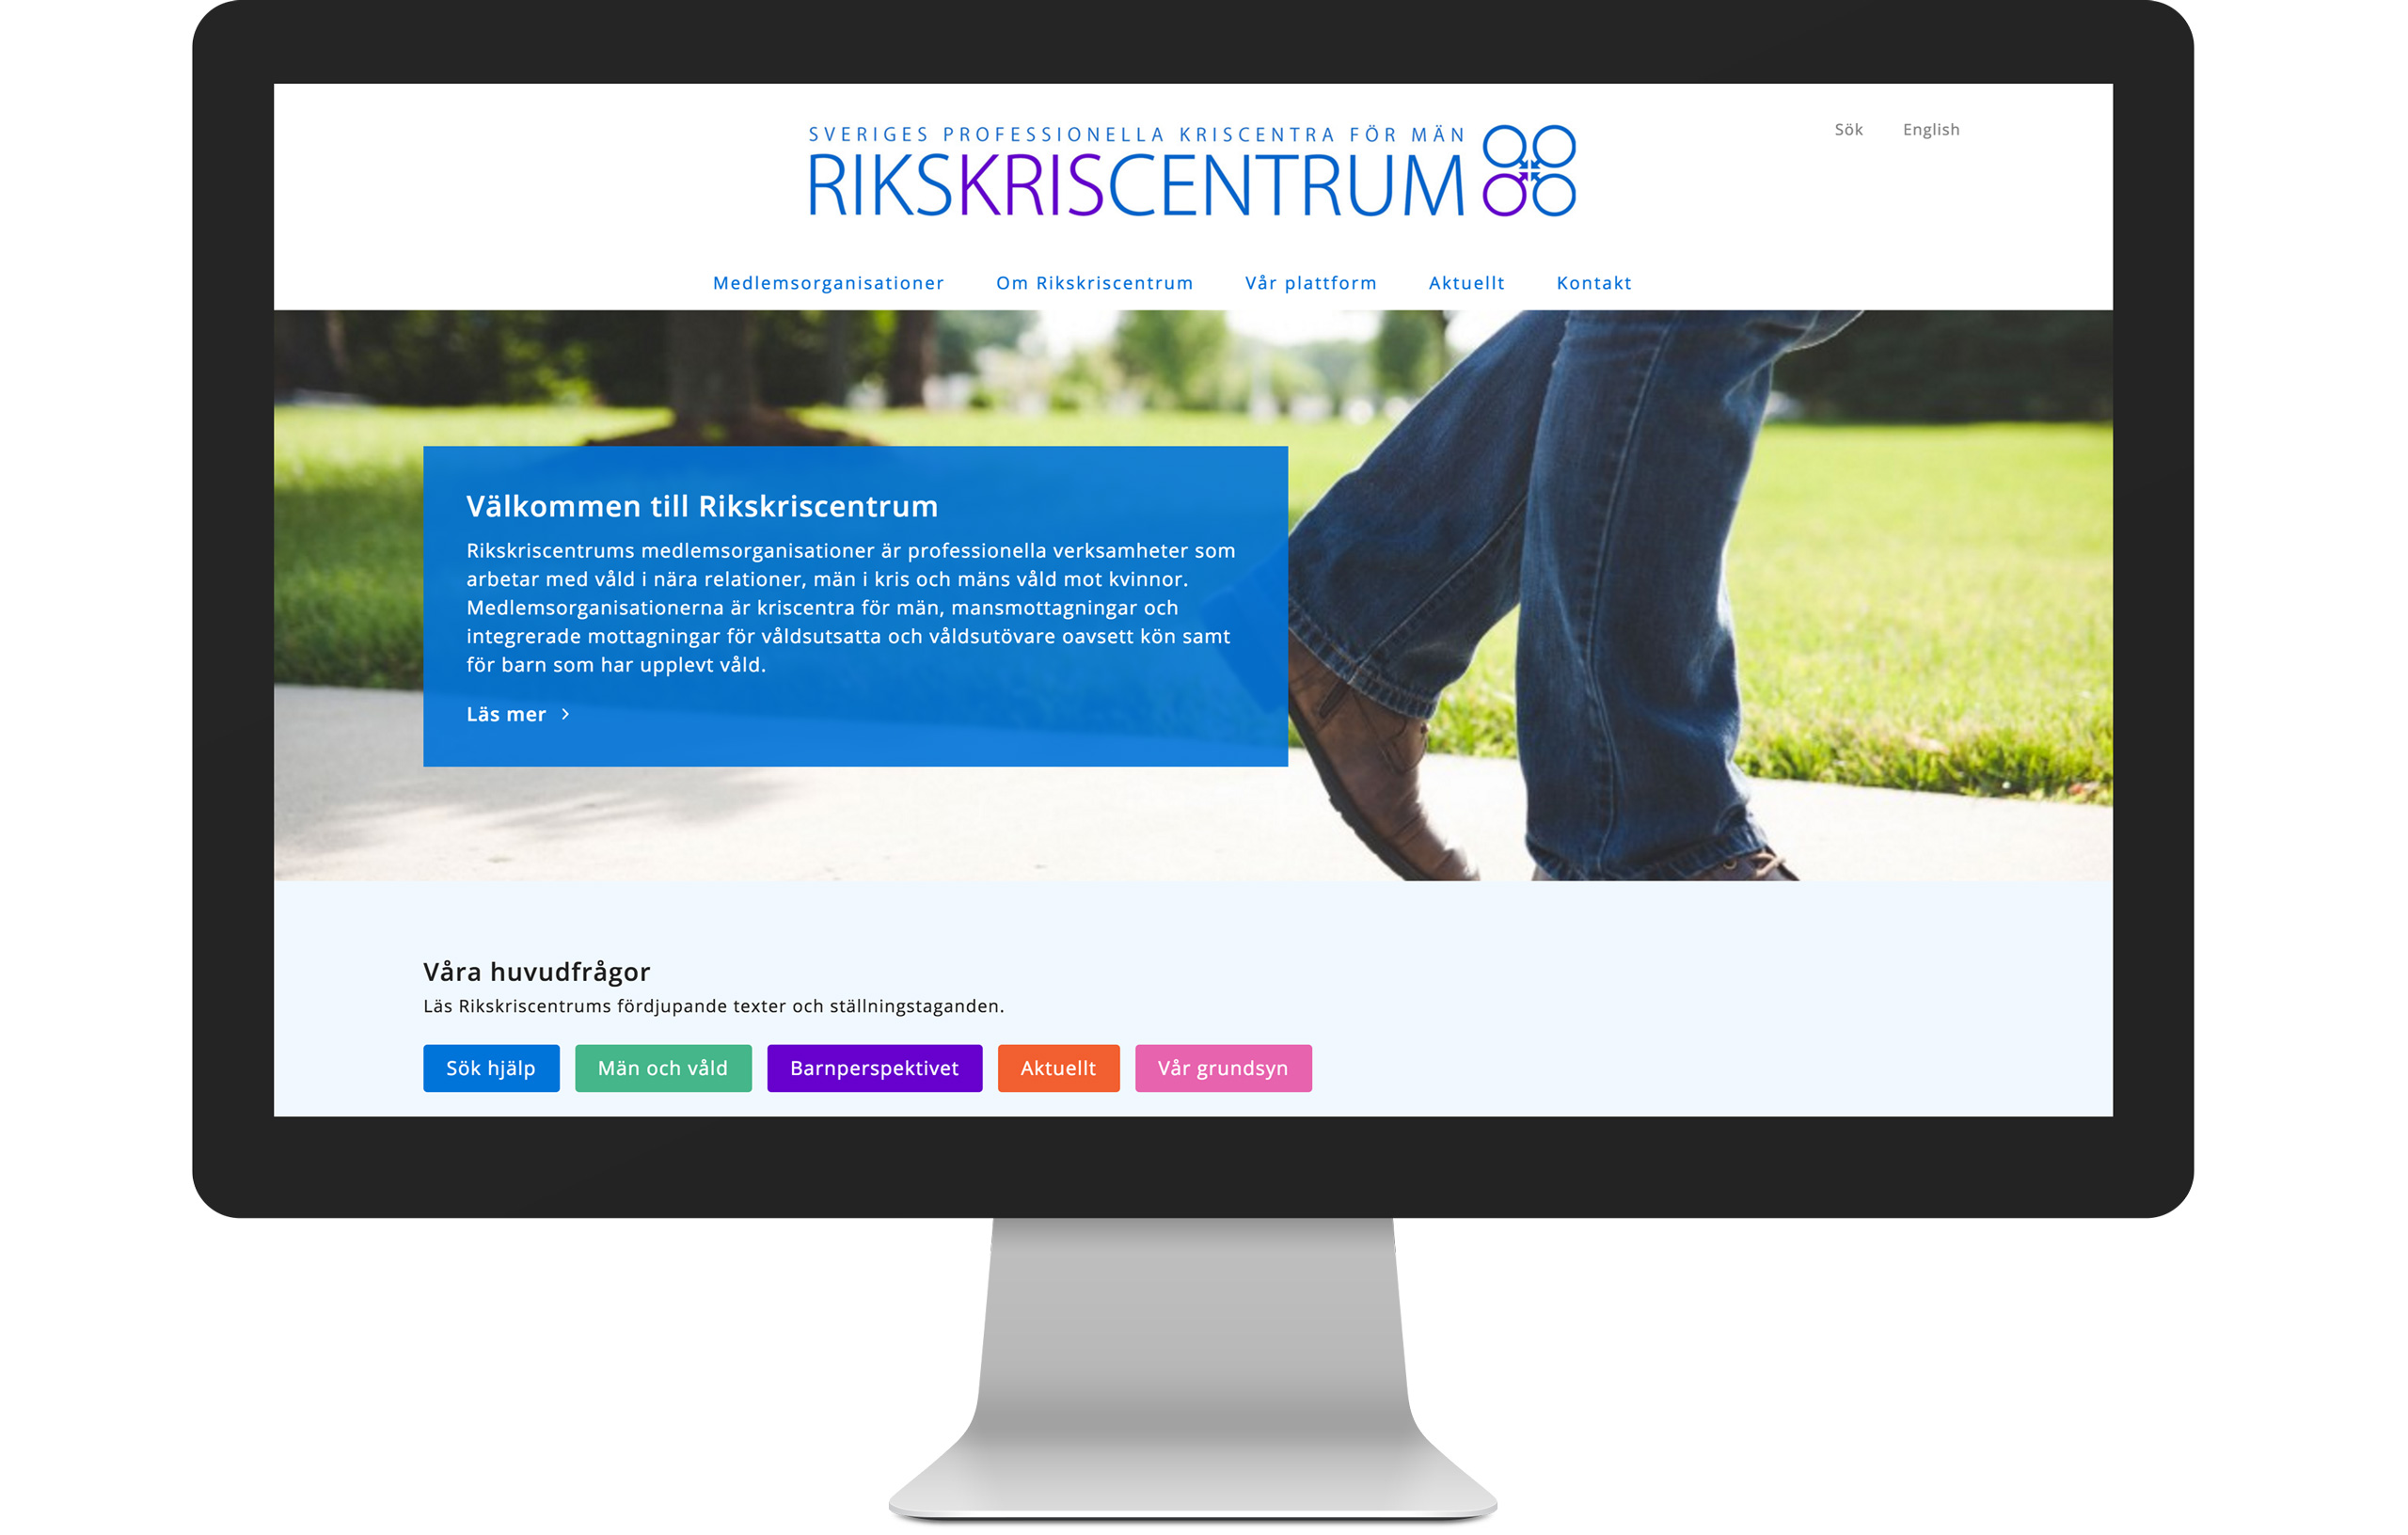 SVERIGES PROFESSIONELLA KRISCENTRA FÖR MÄN
RIKSKRISCENTRUM
Sök English
Medlemsorganisationer Om Rikskriscentrum Vår plattform Aktuellt Kontakt
Välkommen till Rikskriscentrum
Rikskriscentrums medlemsorganisationer är professionella verksamheter som
arbetar med våld i nära relationer, män i kris och mäns våld mot kvinnor.
Medlemsorganisationerna är kriscentra för män, mansmottagningar och
integrerade mottagningar för våldsutsatta och våldsutövare oavsett kön samt
för barn som har upplevt våld.
Läs mer
Våra huvudfrågor
Läs Rikskriscentrums fördjupande texter och ställningstaganden.
Sök hjälp Män och våld Barnperspektivet Aktuellt Vår grundsyn